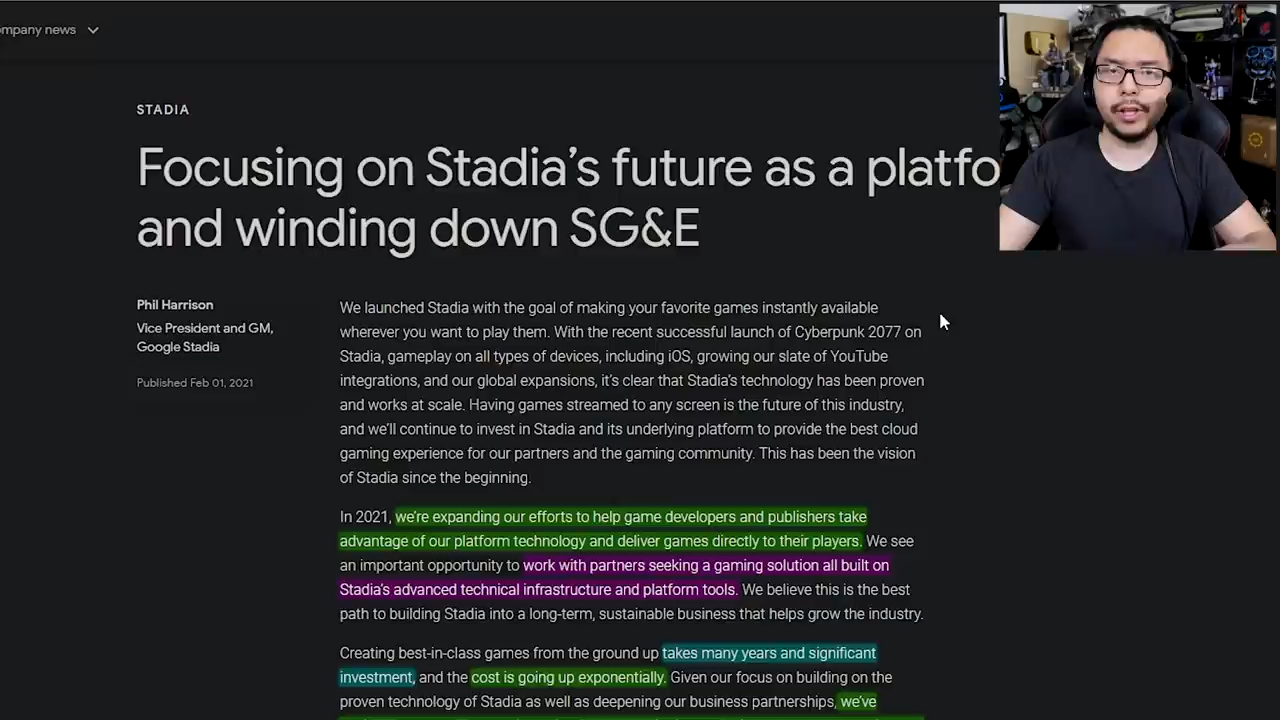 ompany news
STADIA
Focusing on Stadia's future as a platfo
and winding down SG&E
Phil Harrison
Vice President and GM,
Google Stadia
Published Feb 01, 2021
We launched Stadia with the goal of making your favorite games instantly available
wherever you want to play them. With the recent successful launch of Cyberpunk 2077 on
Stadia, gameplay on all types of devices, including iOS, growing our slate of YouTube
integrations, and our global expansions, it's clear that Stadia's technology has been proven
and works at scale. Having games streamed to any screen is the future of this industry,
and we'll continue to invest in Stadia and its underlying platform to provide the best cloud
gaming experience for our partners and the gaming community. This has been the vision
of Stadia since the beginning.
In 2021, we're expanding our efforts to help game developers and publishers take
advantage of our platform technology and deliver games directly to their players. We see
an important opportunity to work with partners seeking a gaming solution all built on
Stadia's advanced technical infrastructure and platform tools. We believe this is the best
path to building Stadia into a long-term, sustainable business that helps grow the industry.
Creating best-in-class games from the ground up takes many years and significant
investment, and the cost is going up exponentially. Given our focus on building on the
proven technology of Stadia as well as deepening our business partnerships, we've